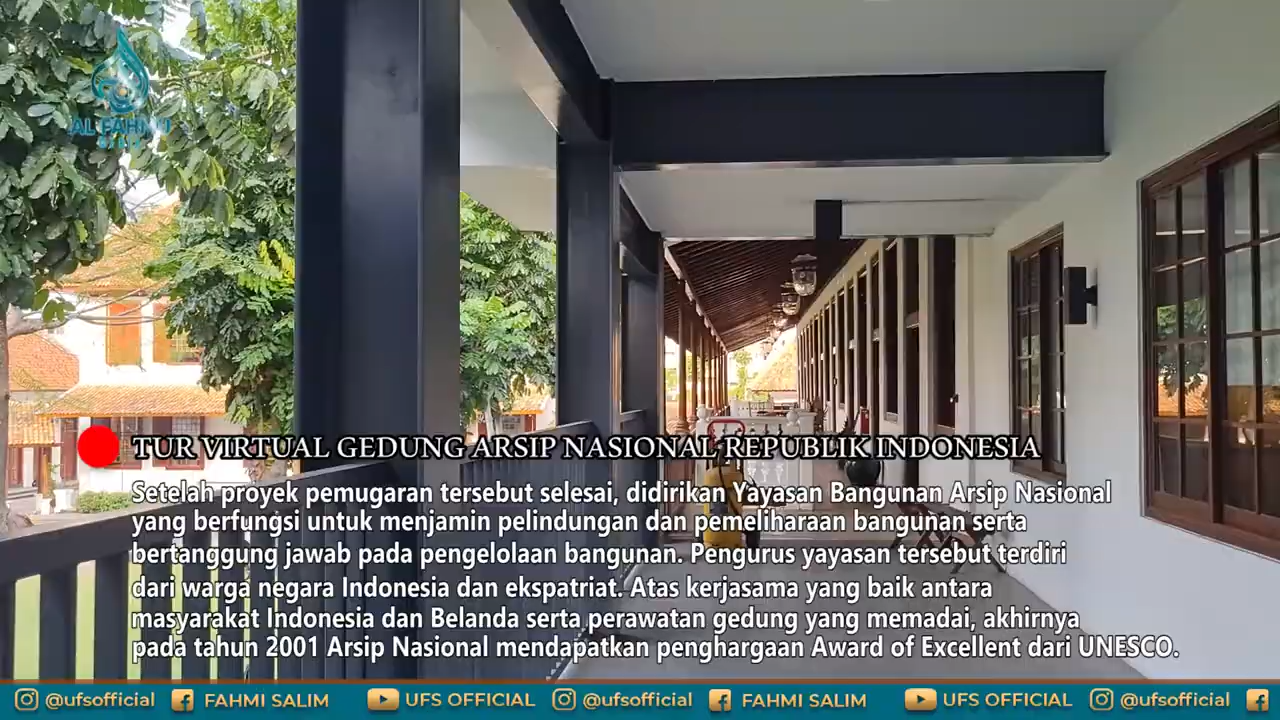 AL FAHMU
TUR VIRTUAL GEDUNG ARSIP NASIONAL REPUBLIK INDONESIA
Setelah proyek pemugaran tersebut selesai, didirikan Yayasan Bangunan Arsip Nasional
yang berfungsi untuk menjamin pelindungan dan pemeliharaan bangunan serta
bertanggung jawab pada pengelolaan bangunan. Pengurus yayasan tersebut terdiri
dari warga negara Indonesia dan ekspatriat. Atas kerjasama yang baik antara
masyarakat Indonesia dan Belanda serta perawatan gedung yang memadai, akhirnya
pada tahun 2001 Arsip Nasional mendapatkan penghargaan Award of Excellent dari UNESCO.
@ufsofficial FAHMI SALIM UFS OFFICIAL @ufsofficial FAHMI SALIM UFS OFFICIAL @ufsofficial